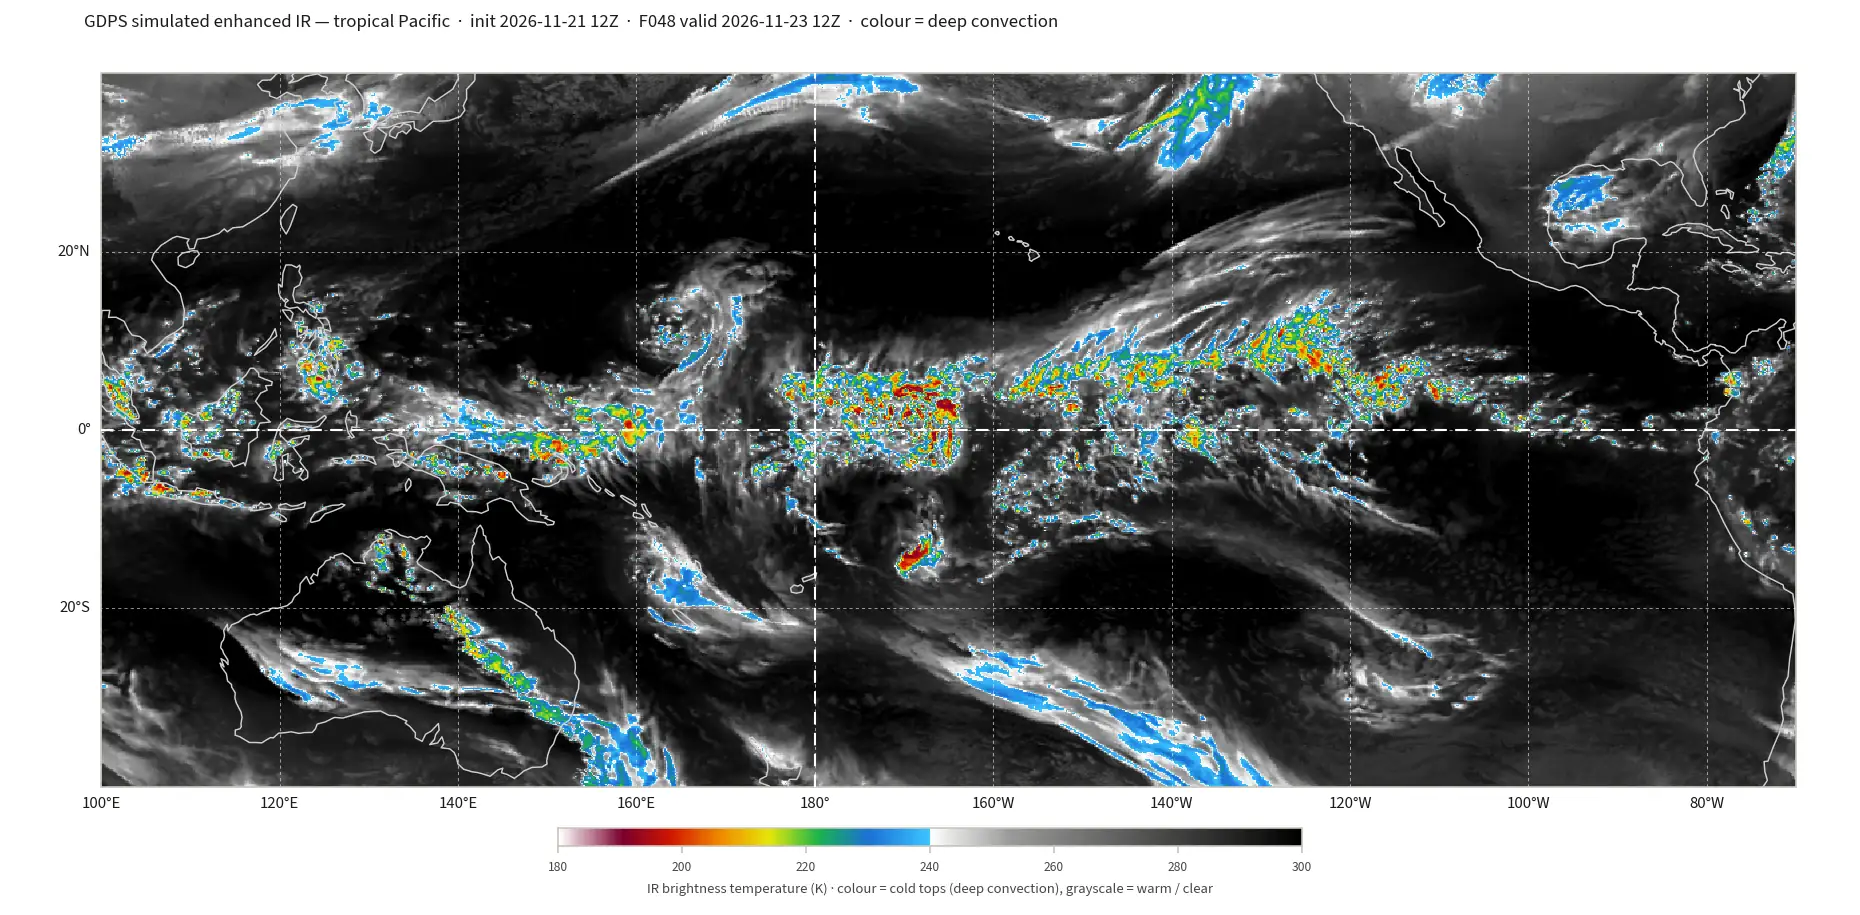 GDPS simulated enhanced IR — tropical Pacific · init 2026-11-21 12Z · F048 valid 2026-11-23 12Z · colour = deep convection
20°N
0°
20°S
100°E 120°E 140°E 160°E 180° 160°W 140°W 120°W 100°W 80°W
180 200 220 240 260 280 300
IR brightness temperature (K) · colour = cold tops (deep convection), grayscale = warm / clear